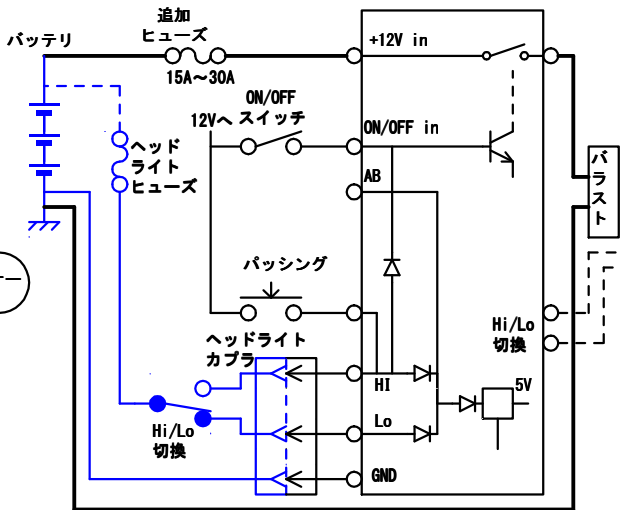 追加
ヒューズ
バッテリ
15A～30A
+12V in
ON/OFF
12Vへ スイッチ
ON/OFF in
AB
ヘッド
ライト
ヒューズ
バラスト
パッシング
Hi/Lo
切換
ヘッドライト
カプラ
HI
5V
Hi/Lo
切換
Lo
GND